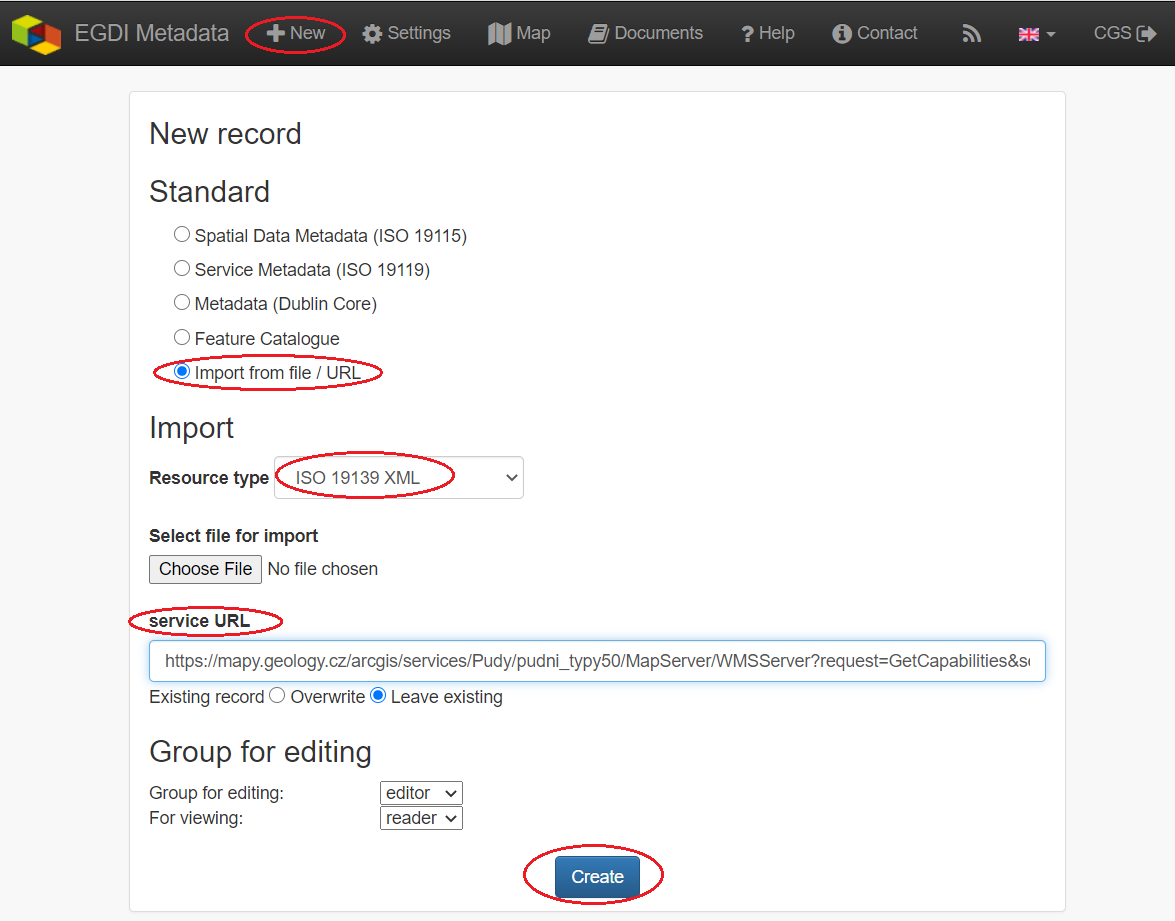 EGDI Metadata New Settings Map Documents ? Help Contact CGS
New record
Standard
Spatial Data Metadata (ISO 19115)
Service Metadata (ISO 19119)
Metadata (Dublin Core)
Feature Catalogue
Import from file / URL
Import
Resource type ISO 19139 XML
Select file for import
Choose File No file chosen
service URL
https://mapy.geology.cz/arcgis/services/Pudy/pudni_typy50/MapServer/WMSServer?request=GetCapabilities&se
Existing record Overwrite Leave existing
Group for editing
Group for editing: editor
For viewing: reader
Create